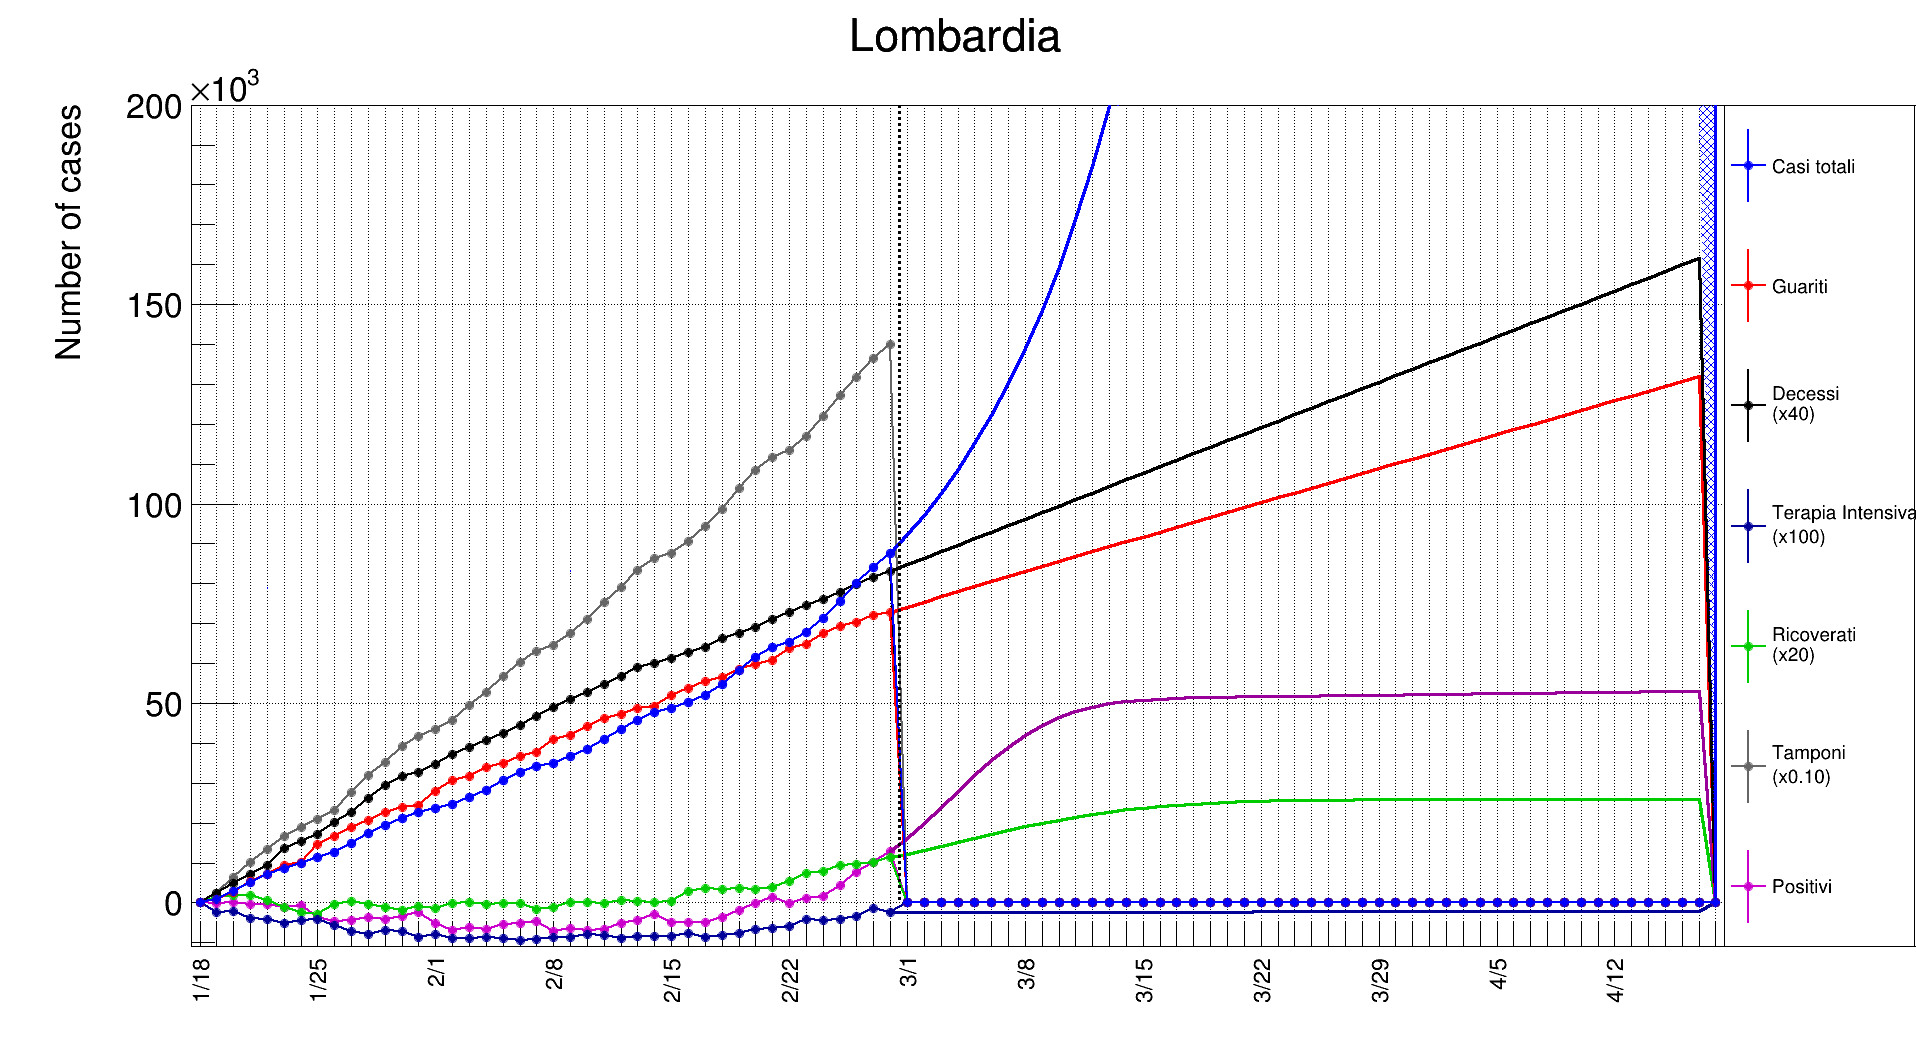 Lombardia
×10³
Number of cases
200
150
100
50
0
1/18
1/25
2/1
2/8
2/15
2/22
3/1
3/8
3/15
3/22
3/29
4/5
4/12
Casi totali
Guariti
Decessi
(x40)
Terapia Intensiva
(x100)
Ricoverati
(x20)
Tamponi
(x0.10)
Positivi